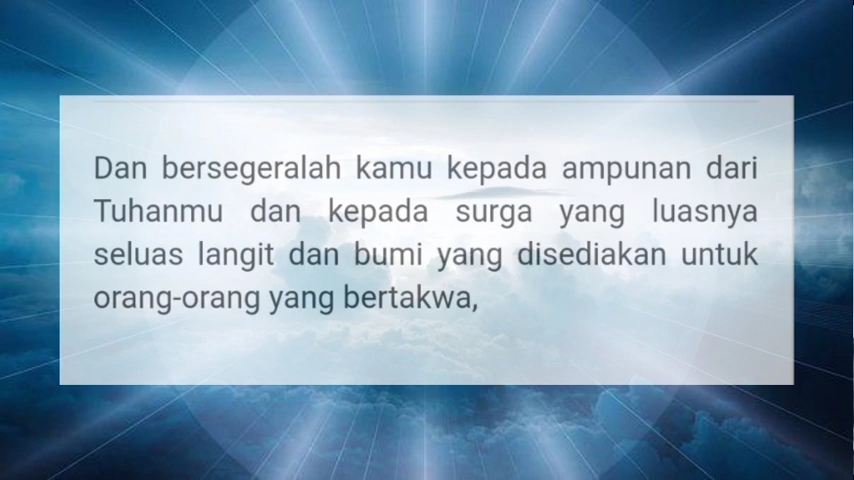 Dan bersegeralah kamu kepada ampunan dari
Tuhanmu dan kepada surga yang luasnya
seluas langit dan bumi yang disediakan untuk
orang-orang yang bertakwa,